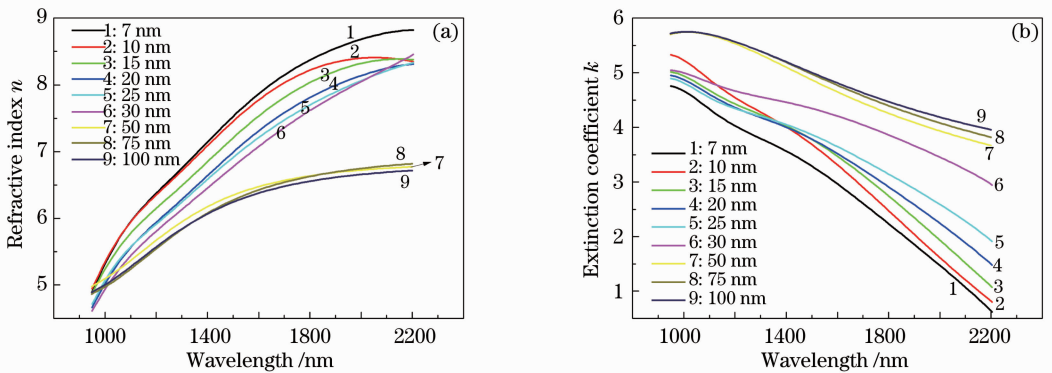 9
8
7
6
5
Refractive index n
1: 7 nm
2: 10 nm
3: 15 nm
4: 20 nm
5: 25 nm
6: 30 nm
7: 50 nm
8: 75 nm
9: 100 nm
(a)
1
2
3
4
5
6
8
7
9
1000 1400 1800 2200
Wavelength /nm
6
5
4
3
2
1
Extinction coefficient k
(b)
9
8
7
6
5
4
3
2
1
1: 7 nm
2: 10 nm
3: 15 nm
4: 20 nm
5: 25 nm
6: 30 nm
7: 50 nm
8: 75 nm
9: 100 nm
1000 1400 1800 2200
Wavelength /nm